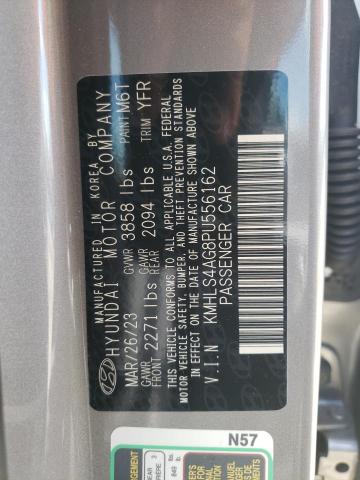 MANUFACTURED IN KOREA BY
HYUNDAI MOTOR COMPANY
MAR/26/23 GVWR 3858 lbs PAINT M6T
GAWR FRONT 2271 lbs GAWR REAR 2094 lbs TRIM YFR
THIS VEHICLE CONFORMS TO ALL APPLICABLE U.S.A. FEDERAL
MOTOR VEHICLE SAFETY, BUMPER, AND THEFT PREVENTION STANDARDS
IN EFFECT ON THE DATE OF MANUFACTURE SHOWN ABOVE.
V.I.N KMHLS4AG8PU556162
PASSENGER CAR
N57